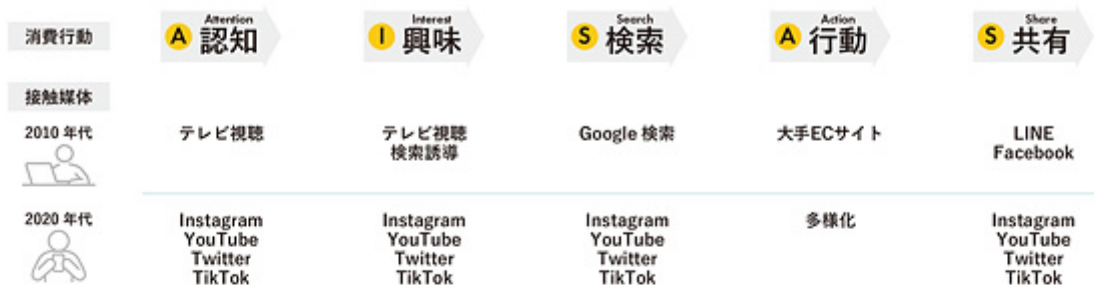 消費行動
Attention
A 認知
Interest
I 興味
Search
S 検索
Action
A 行動
Share
S 共有
接触媒体
2010 年代
テレビ視聴
テレビ視聴
検索誘導
Google 検索
大手ECサイト
LINE
Facebook
2020 年代
Instagram
YouTube
Twitter
TikTok
Instagram
YouTube
Twitter
TikTok
Instagram
YouTube
Twitter
TikTok
多様化
Instagram
YouTube
Twitter
TikTok